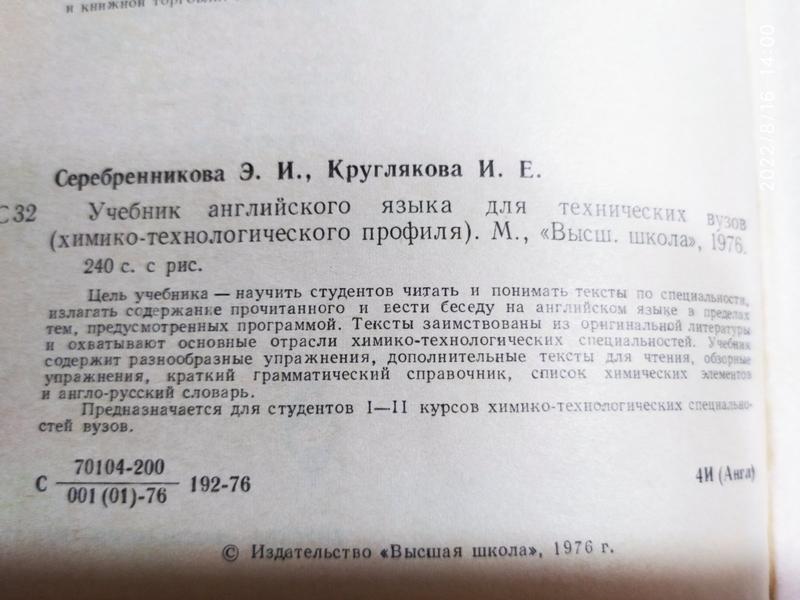 и книжной торговли
Серебренникова Э. И., Круглякова И. Е.
С32 Учебник английского языка для технических вузов
(химико-технологического профиля). М., «Высш. школа», 1976.
240 с. с рис.
Цель учебника — научить студентов читать и понимать тексты по специальности,
излагать содержание прочитанного и вести беседу на английском языке в пределах
тем, предусмотренных программой. Тексты заимствованы из оригинальной литературы
и охватывают основные отрасли химико-технологических специальностей. Учебник
содержит разнообразные упражнения, дополнительные тексты для чтения, обзорные
упражнения, краткий грамматический справочник, список химических элементов
и англо-русский словарь.
Предназначается для студентов I—II курсов химико-технологических специально-
стей вузов.
70104-200
С 192-76
001 (01)-76
4И (Англ)
© Издательство «Высшая школа», 1976 г.
2022/8/16 14:00